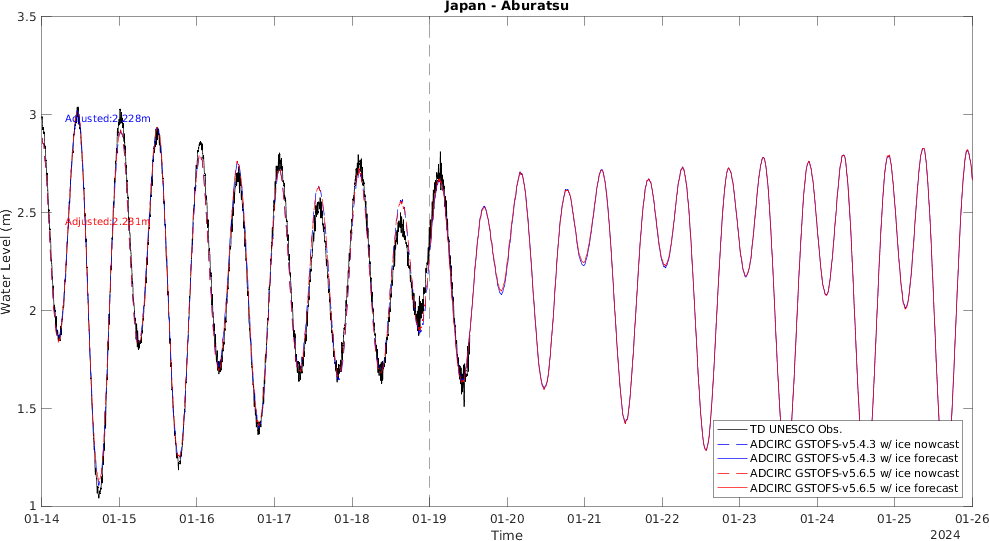 Japan - Aburatsu
3.5
3
2.5
2
1.5
1
Water Level (m)
Adjusted:2.228m
Adjusted:2.231m
TD UNESCO Obs.
ADCIRC GSTOFS-v5.4.3 w/ ice nowcast
ADCIRC GSTOFS-v5.4.3 w/ ice forecast
ADCIRC GSTOFS-v5.6.5 w/ ice nowcast
ADCIRC GSTOFS-v5.6.5 w/ ice forecast
01-14 01-15 01-16 01-17 01-18 01-19 01-20 01-21 01-22 01-23 01-24 01-25 01-26
Time
2024